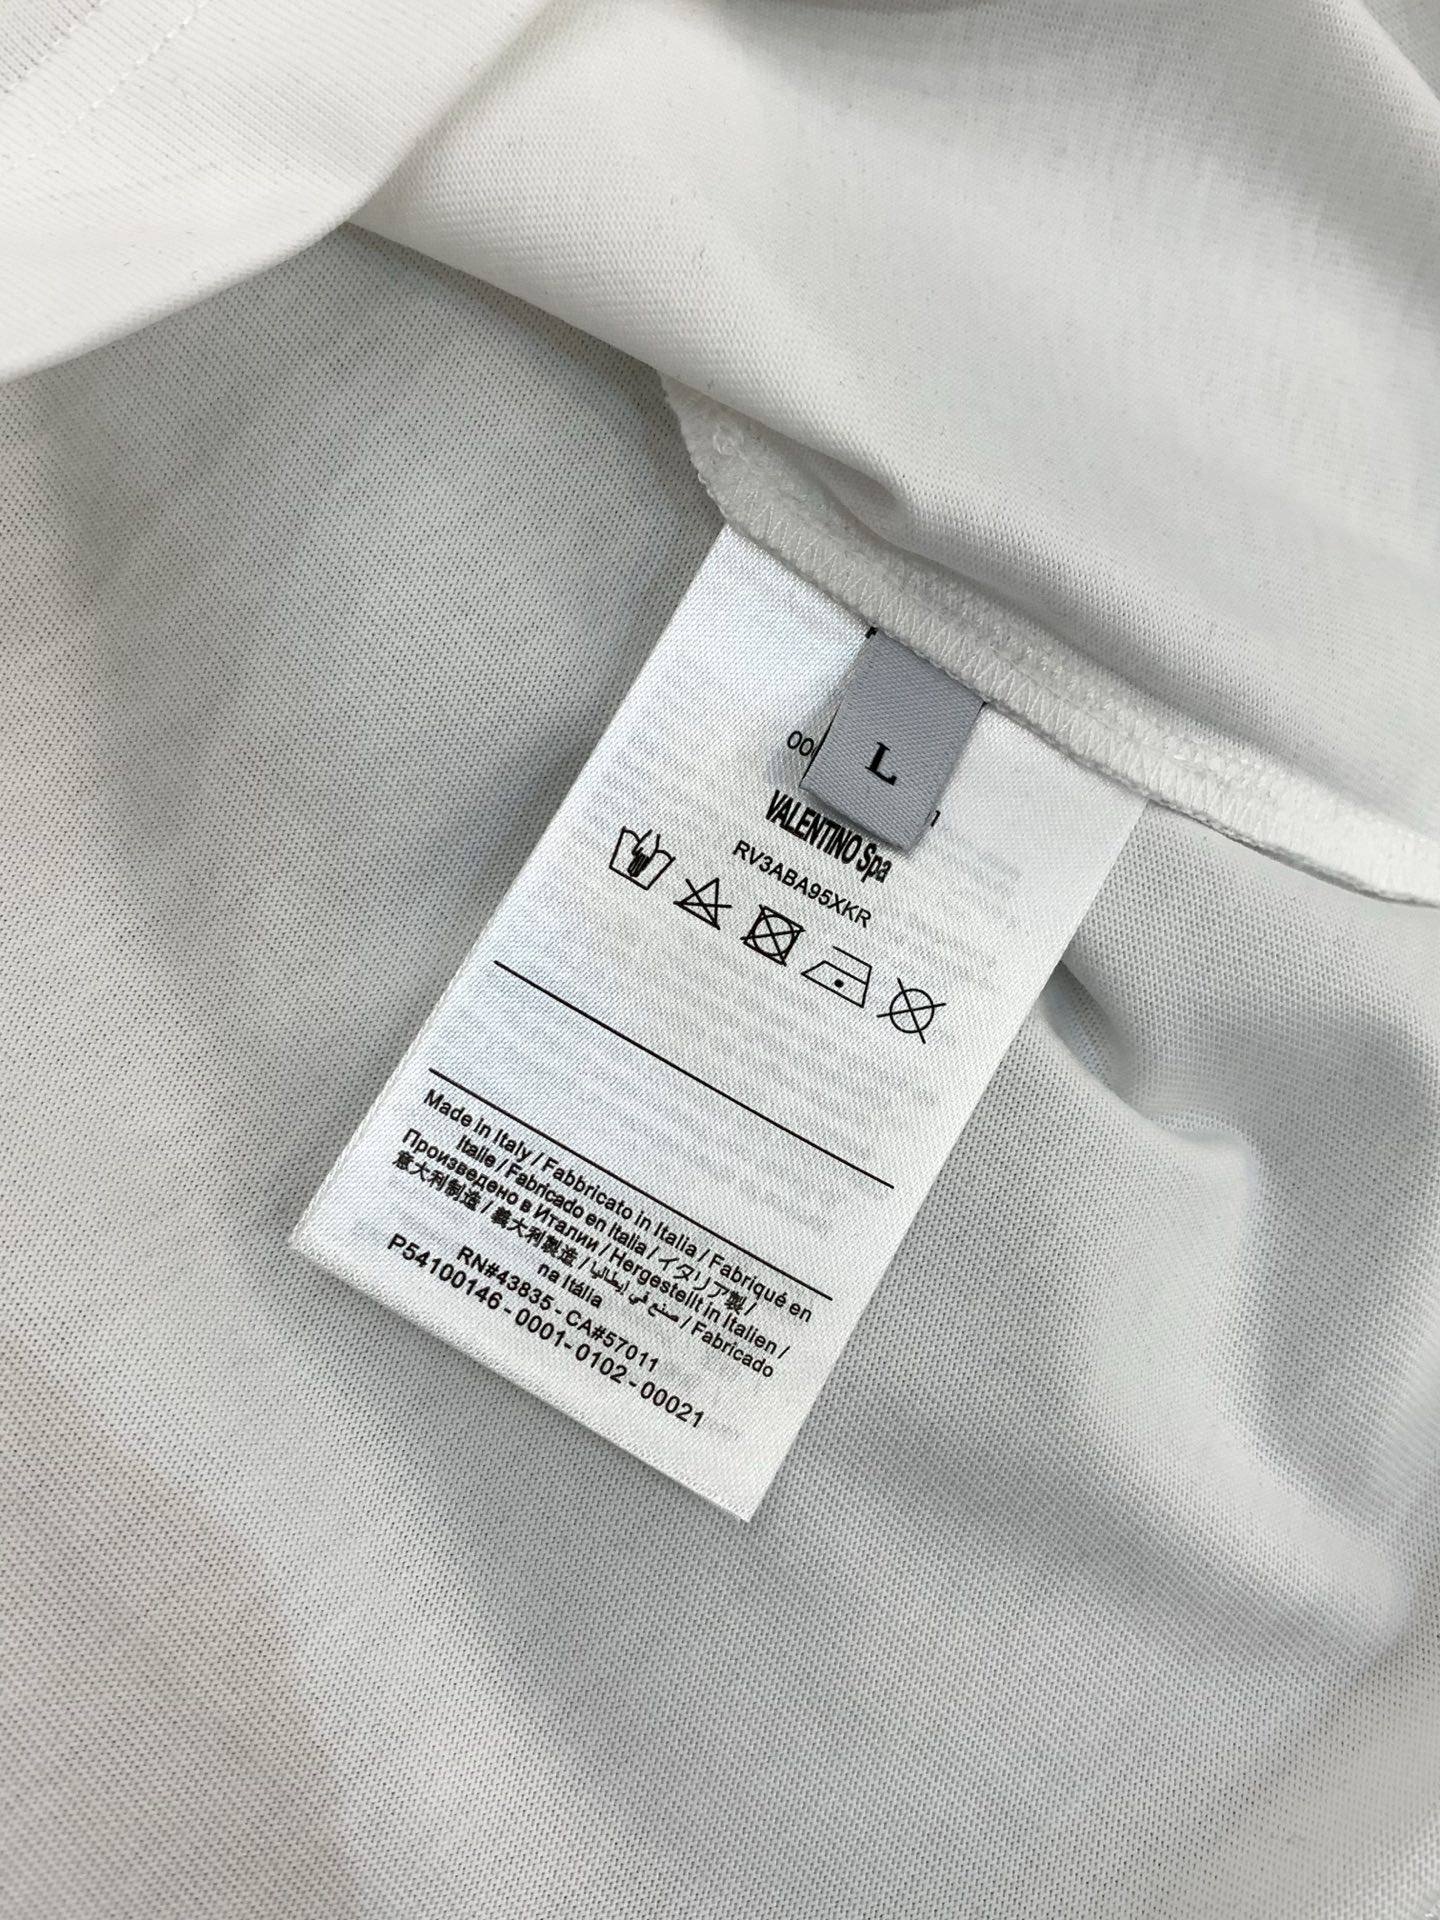 L
00
VALENTINO Spa
RV3ABA95XKR
Made in Italy / Fabbricato in Italia / Fabriqué en
Italie / Fabricado en Italia / イタリア製 /
Произведено в Италии / Hergestellt in Italien /
意大利制造 / 義大利製造 / صنع في إيطاليا / Fabricado
na Itália
RN#43835 - CA#57011
P54100146 - 0001- 0102 - 00021